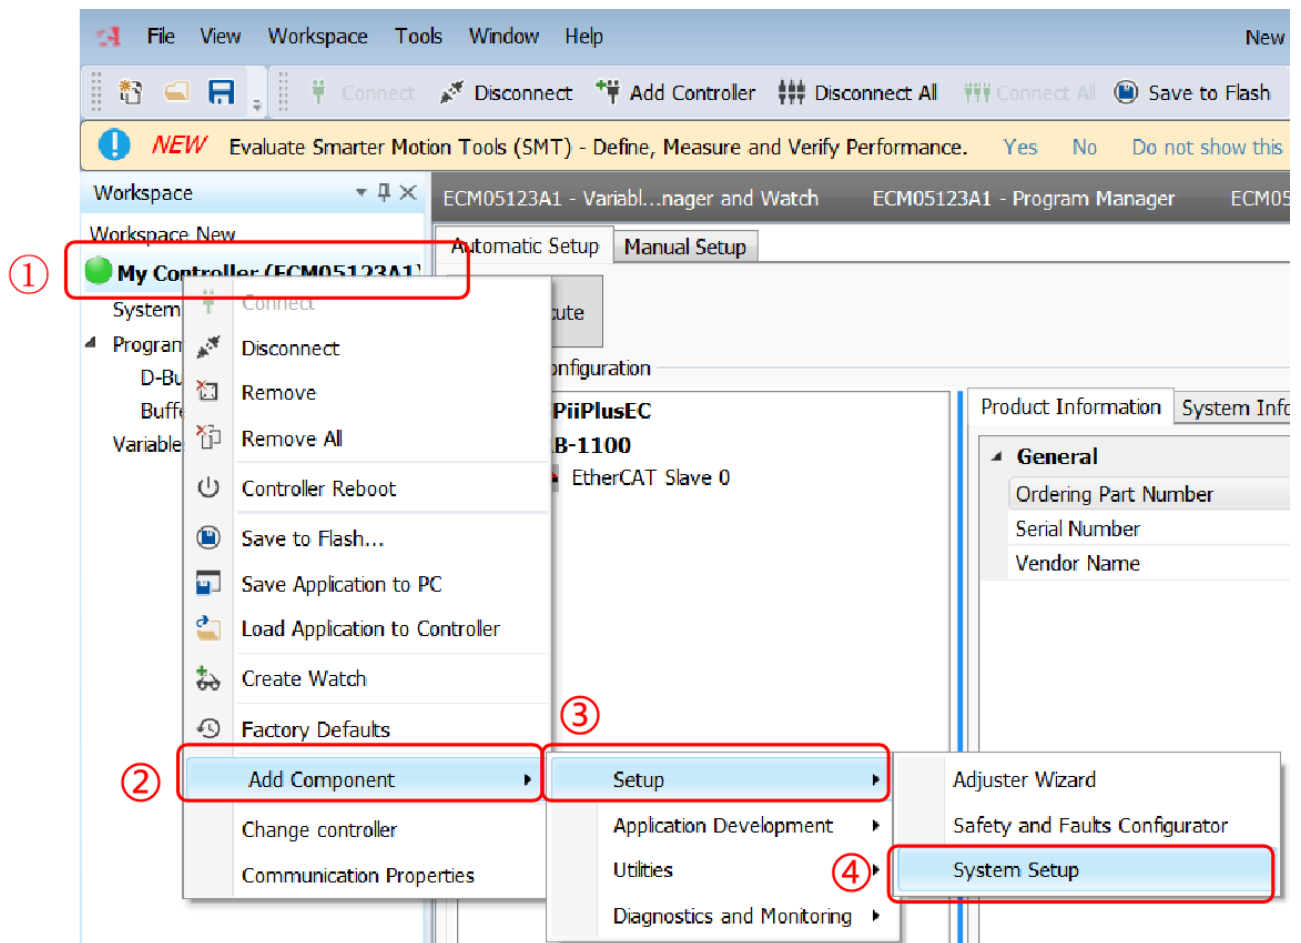 File View Workspace Tools Window Help New
Connect Disconnect Add Controller Disconnect All Connect All Save to Flash
NEW Evaluate Smarter Motion Tools (SMT) - Define, Measure and Verify Performance. Yes No Do not show this
Workspace
ECM05123A1 - Variabl...nager and Watch ECM05123A1 - Program Manager ECM05
Workspace New
Automatic Setup Manual Setup
① My Controller (ECM05123A1)
System
Connect
Program
Disconnect
D-Bu
Remove
Buffe
Variable
Remove All
Controller Reboot
Save to Flash...
Save Application to PC
Load Application to Controller
Create Watch
Factory Defaults
② Add Component
Change controller
Communication Properties
ute
onfiguration
PiiPlusEC
B-1100
EtherCAT Slave 0
Product Information System Info
General
Ordering Part Number
Serial Number
Vendor Name
③
Setup
Application Development
Utilities
Diagnostics and Monitoring
Adjuster Wizard
Safety and Faults Configurator
④ System Setup